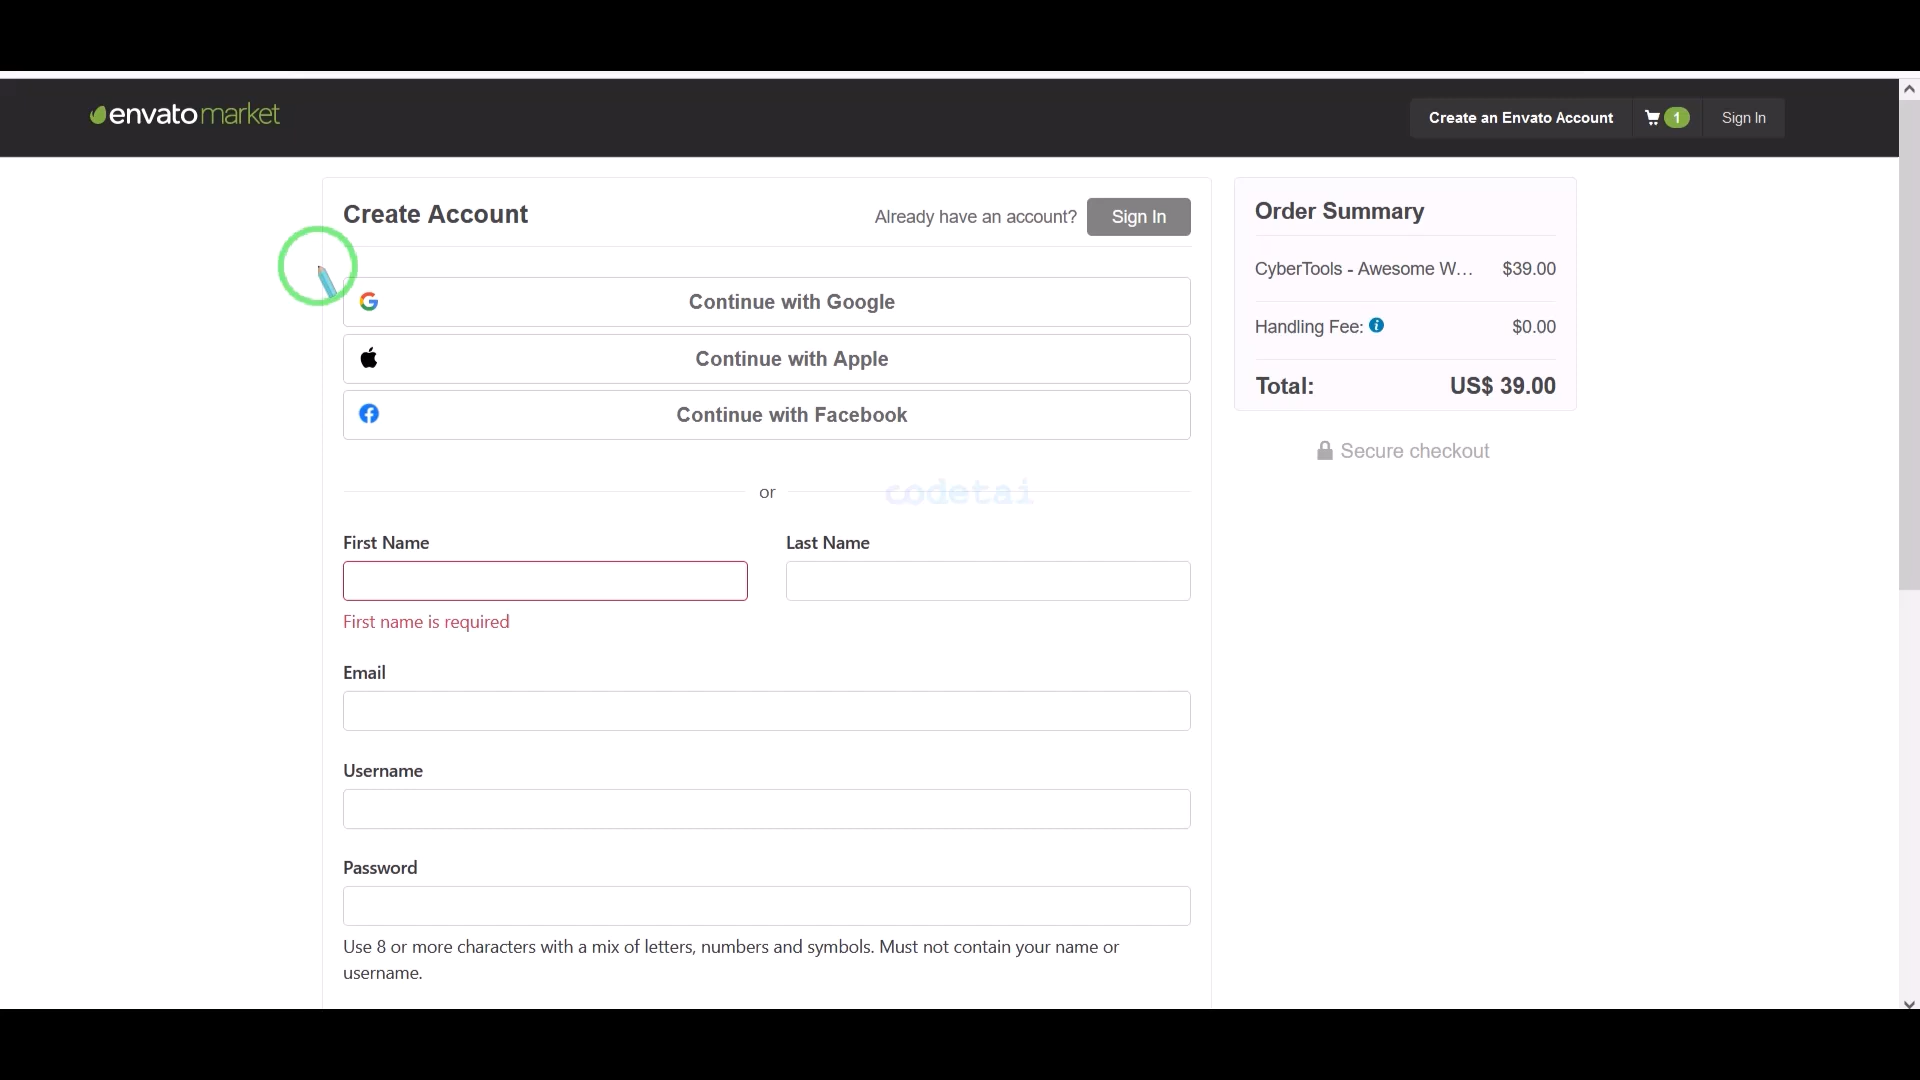 envatomarket
Create an Envato Account
1
Sign In
Create Account
Already have an account?
Sign In
Continue with Google
Continue with Apple
Continue with Facebook
or
codetai
First Name
Last Name
First name is required
Email
Username
Password
Use 8 or more characters with a mix of letters, numbers and symbols. Must not contain your name or
username.
Order Summary
CyberTools - Awesome W... $39.00
Handling Fee: $0.00
Total: US$ 39.00
Secure checkout